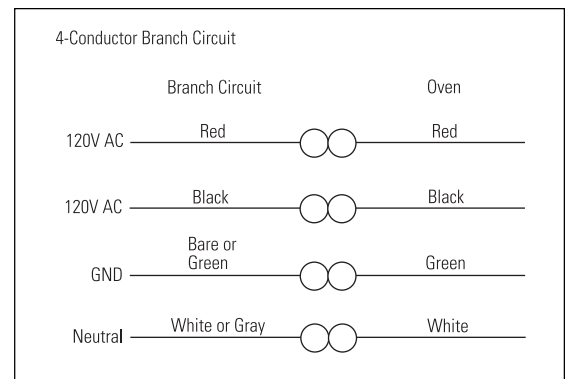 4-Conductor Branch Circuit
Branch Circuit Oven
120V AC Red Red
120V AC Black Black
Bare or
GND Green Green
Neutral White or Gray White